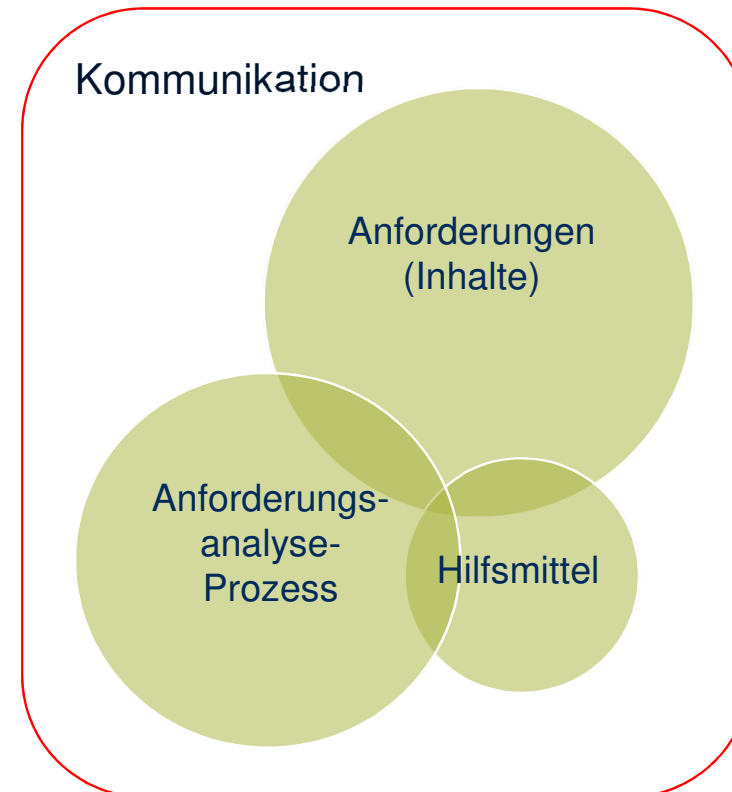 Kommunikation
Anforderungen
(Inhalte)
Anforderungs-
analyse-
Prozess
Hilfsmittel